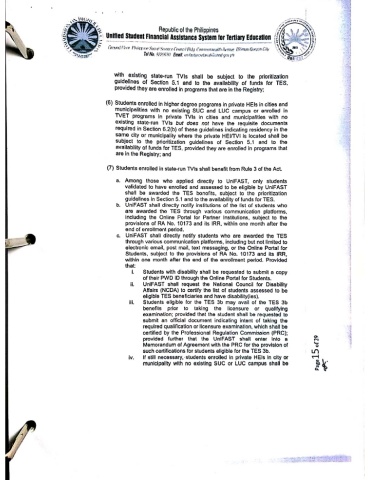 Republic of the Philippines
Unified Student Financial Assistance System for Tertiary Education
with existing state-run TVIs shall be subject to the prioritization
guidelines of Section 5.1 and to the availability of funds for TES,
provided they are enrolled in programs that are in the Registry;
(6) Students enrolled in higher degree programs in private HEIs in cities and
municipalities with no existing SUC and LUC campus or enrolled in
TVET programs in private TVIs in cities and municipalities with no
existing state-run TVIs but does not have the requisite documents
required in Section 5.2(b) of these guidelines indicating residency in the
same city or municipality where the private HEI/TVI is located shall be
subject to the prioritization guidelines of Section 5.1 and to the
availability of funds for TES, provided they are enrolled in programs that
are in the Registry; and
(7) Students enrolled in state-run TVIs shall benefit from Rule 3 of the Act.
a. Among those who applied directly to UniFAST, only students
validated to have enrolled and assessed to be eligible by UniFAST
shall be awarded the TES benefits, subject to the prioritization
guidelines in Section 5.1 and to the availability of funds for TES.
b. UniFAST shall directly notify institutions of the list of students who
are awarded the TES through various communication platforms,
including the Online Portal for Partner Institutions, subject to the
provisions of RA No. 10173 and its IRR, within one month after the
end of enrollment period.
c. UniFAST shall directly notify students who are awarded the TES
through various communication platforms, including but not limited to
electronic email, post mail, text messaging, or the Online Portal for
Students, subject to the provisions of RA No. 10173 and its IRR,
within one month after the end of the enrollment period. Provided
that:
i. Students with disability shall be requested to submit a copy
of their PWD ID through the Online Portal for Students.
ii. UniFAST shall request the National Council for Disability
Affairs (NCDA) to certify the list of students assessed to be
eligible TES beneficiaries and have disability(ies).
iii. Students eligible for the TES 3b may avail of the TES 3b
benefits prior to taking the licensure or qualifying
examination; provided that the student shall be requested to
submit an official document indicating intent of taking the
required qualification or licensure examination, which shall be
certified by the Professional Regulation Commission (PRC);
provided further that the UniFAST shall enter into a
Memorandum of Agreement with the PRC for the provision of
such certifications for students eligible for the TES 3b.
iv. If still necessary, students enrolled in private HEIs in city or
municipality with no existing SUC or LUC campus shall be
Page 15 of 29